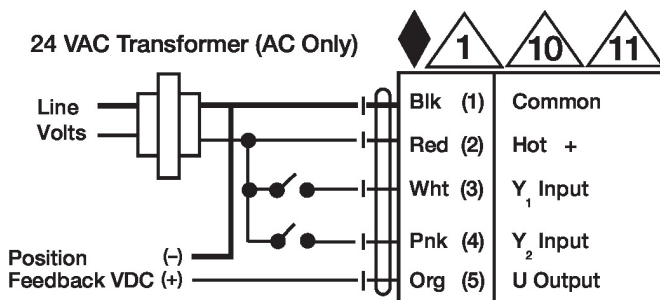 24 VAC Transformer (AC Only)
1 10 11
Line Volts
Blk (1) Common
Red (2) Hot +
Wht (3) Y1 Input
Pnk (4) Y2 Input
Position (-)
Feedback VDC (+)
Org (5) U Output